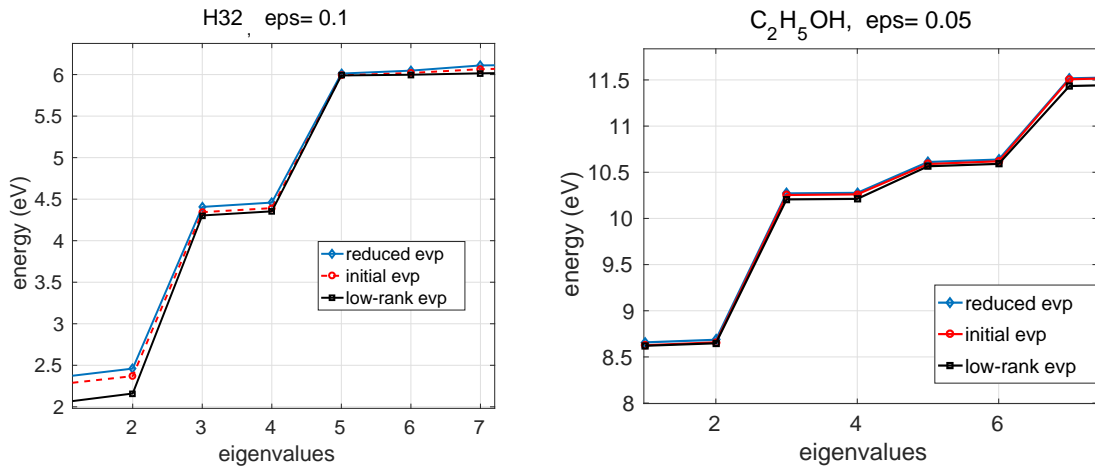 H32, eps= 0.1
energy (eV)
6
5.5
5
4.5
4
3.5
3
2.5
2
2 3 4 5 6 7
eigenvalues
reduced evp
initial evp
low-rank evp
C2H5OH, eps= 0.05
energy (eV)
11.5
11
10.5
10
9.5
9
8.5
8
2 4 6
eigenvalues
reduced evp
initial evp
low-rank evp